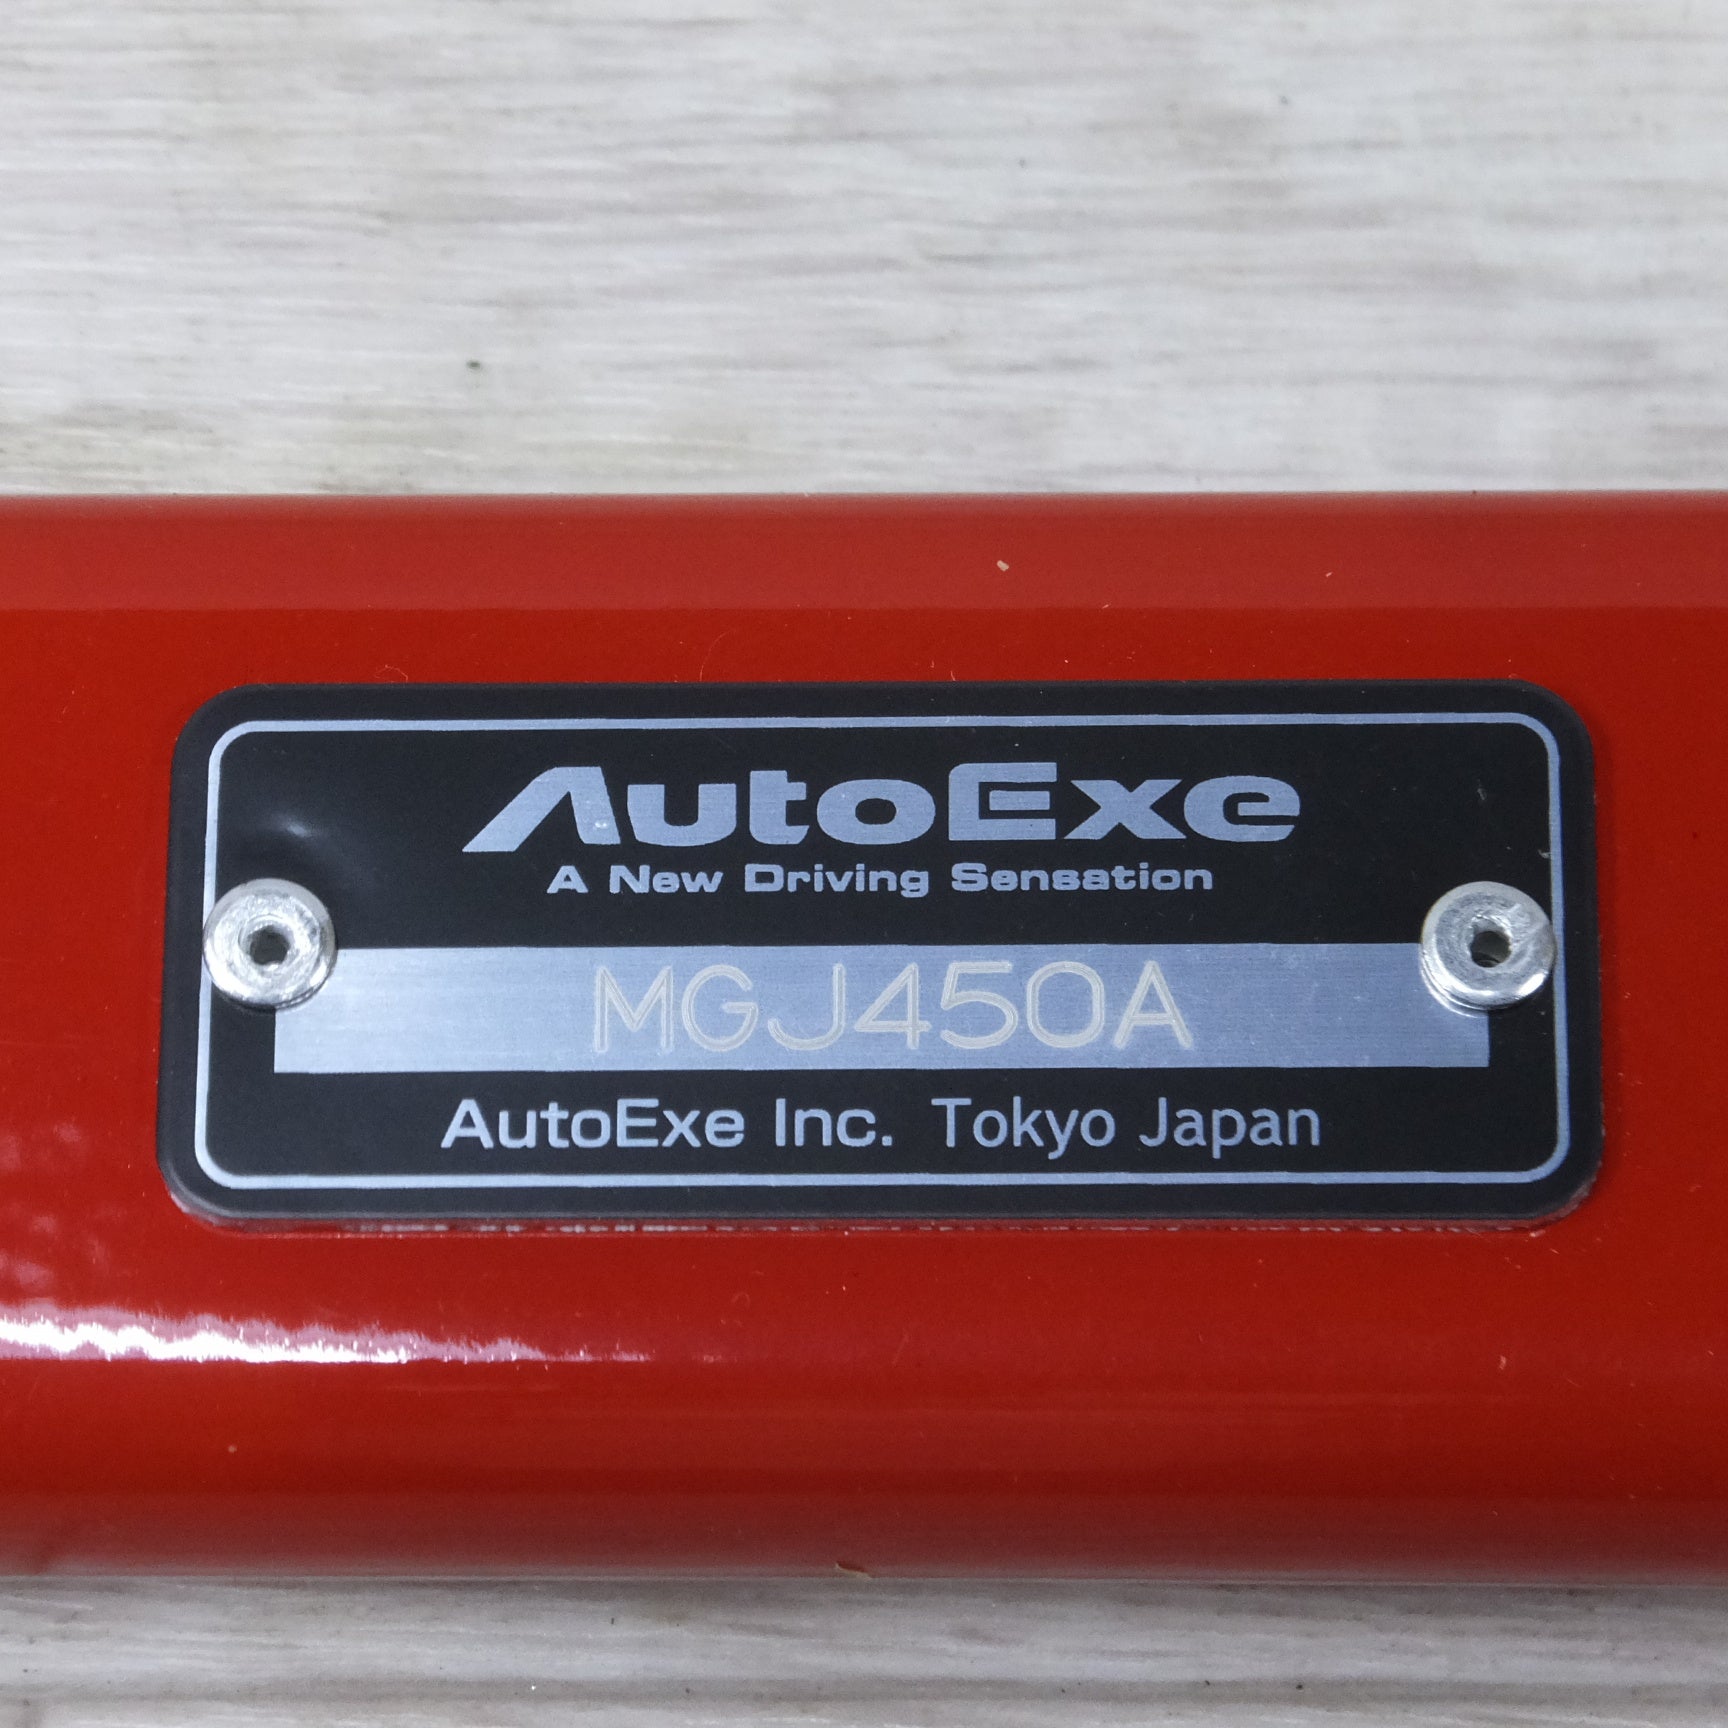 AutoExe
A New Driving Sensation
MGJ450A
AutoExe Inc. Tokyo Japan